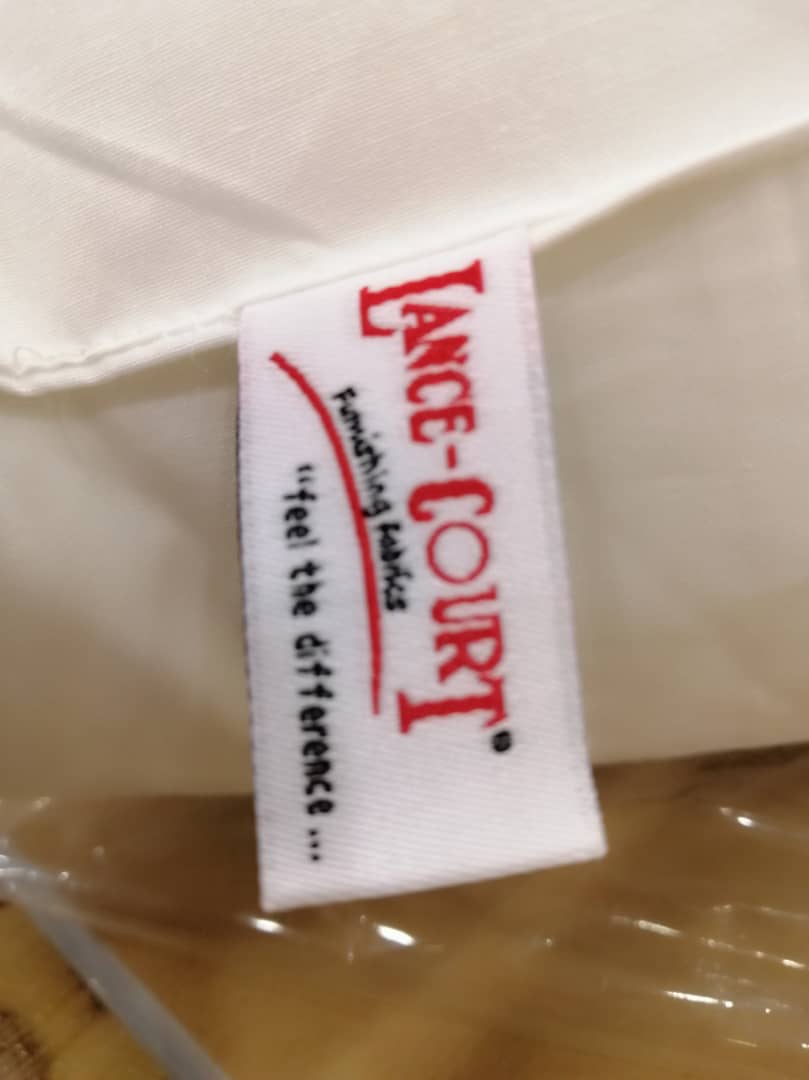 LANCE-COURT®
Furnishing fabrics
"feel the difference...